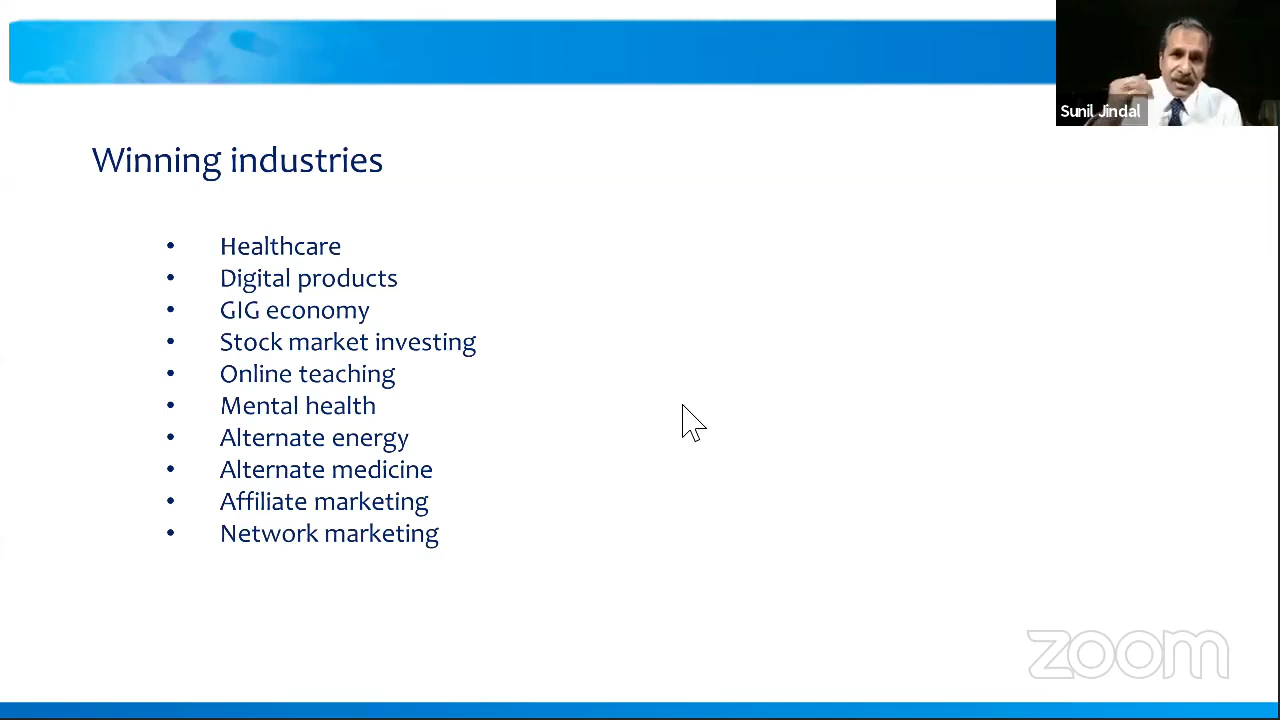 Sunil Jindal
Winning industries
• Healthcare
• Digital products
• GIG economy
• Stock market investing
• Online teaching
• Mental health
• Alternate energy
• Alternate medicine
• Affiliate marketing
• Network marketing
zoom